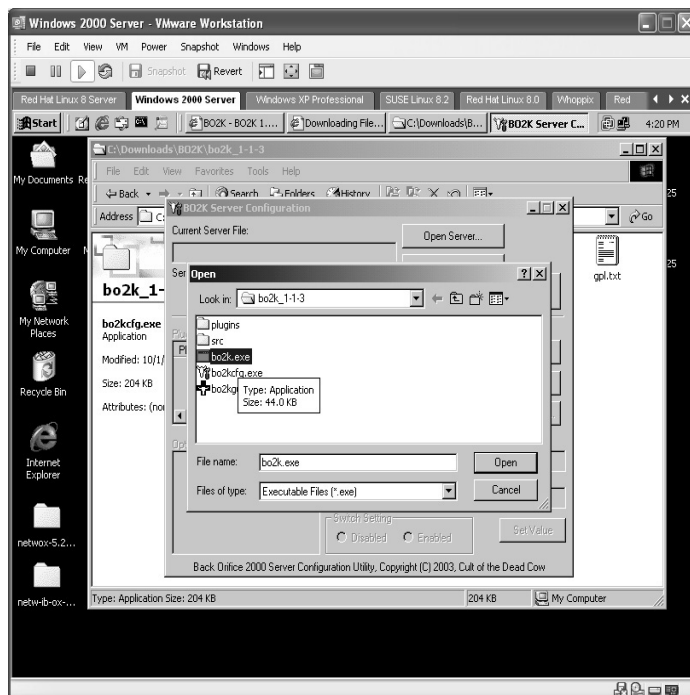 Windows 2000 Server - VMware Workstation
File Edit View VM Power Snapshot Windows Help
Snapshot Revert
Red Hat Linux 8 Server Windows 2000 Server Windows XP Professional SUSE Linux 8.2 Red Hat Linux 8.0 Whoppix Red
Start BO2K - BO2K 1.... Downloading File... C:\Downloads\B... BO2K Server C... 4:20 PM
C:\Downloads\BO2K\bo2k_1-1-3
My Documents Re
File Edit View Favorites Tools Help
Back Search Folders History
25
Address C: Go
BO2K Server Configuration
Current Server File:
Open Server...
My Computer
bo2k_1-
gpl.txt
25
Ser
Open
Look in: bo2k_1-1-3
plugins
src
bo2k.exe
bo2kcfg.exe
Type: Application
Size: 44.0 KB
My Network
Places
bo2kcfg.exe
Application
Modified: 10/1/
Size: 204 KB
Attributes: (no
Recycle Bin
Internet
Explorer
File name: bo2k.exe Open
Files of type: Executable Files (*.exe) Cancel
Switch Setting
Disabled Enabled
Set Value
netwox-5.2...
Back Orifice 2000 Server Configuration Utility, Copyright (C) 2003, Cult of the Dead Cow
netw-ib-ox-...
Type: Application Size: 204 KB 204 KB My Computer